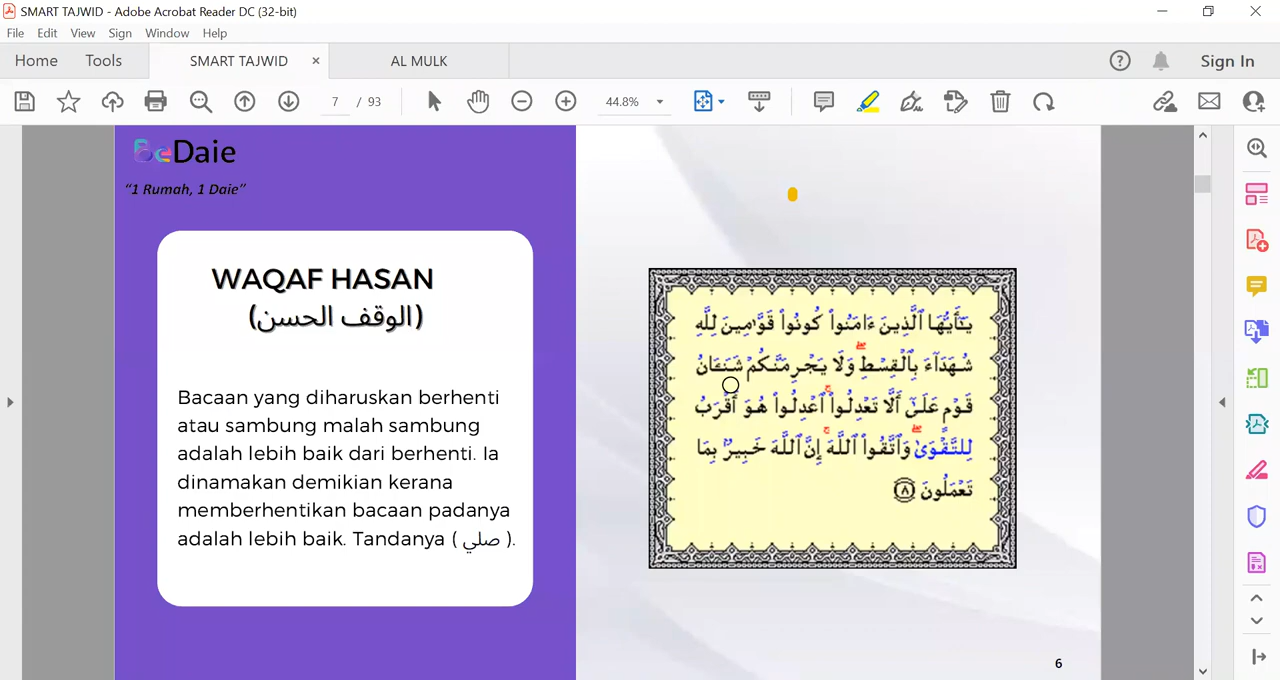 SMART TAJWID - Adobe Acrobat Reader DC (32-bit)
File Edit View Sign Window Help
Home Tools SMART TAJWID × AL MULK Sign In
7 / 93 44.8%
BeDaie
"1 Rumah, 1 Daie"
WAQAF HASAN
(الوقف الحسن)
Bacaan yang diharuskan berhenti
atau sambung malah sambung
adalah lebih baik dari berhenti. Ia
dinamakan demikian kerana
memberhentikan bacaan padanya
adalah lebih baik. Tandanya ( صلي ).
يَـٰٓأَيُّهَا ٱلَّذِينَ ءَامَنُوا۟ كُونُوا۟ قَوَّٰمِينَ لِلَّهِ
شُهَدَآءَ بِٱلْقِسْطِ ۖ وَلَا يَجْرِمَنَّكُمْ شَنَـَٔانُ
قَوْمٍ عَلَىٰٓ أَلَّا تَعْدِلُوا۟ ۚ ٱعْدِلُوا۟ هُوَ أَقْرَبُ
لِلتَّقْوَىٰ ۖ وَٱتَّقُوا۟ ٱللَّهَ ۚ إِنَّ ٱللَّهَ خَبِيرٌۢ بِمَا
تَعْمَلُونَ ٨
6